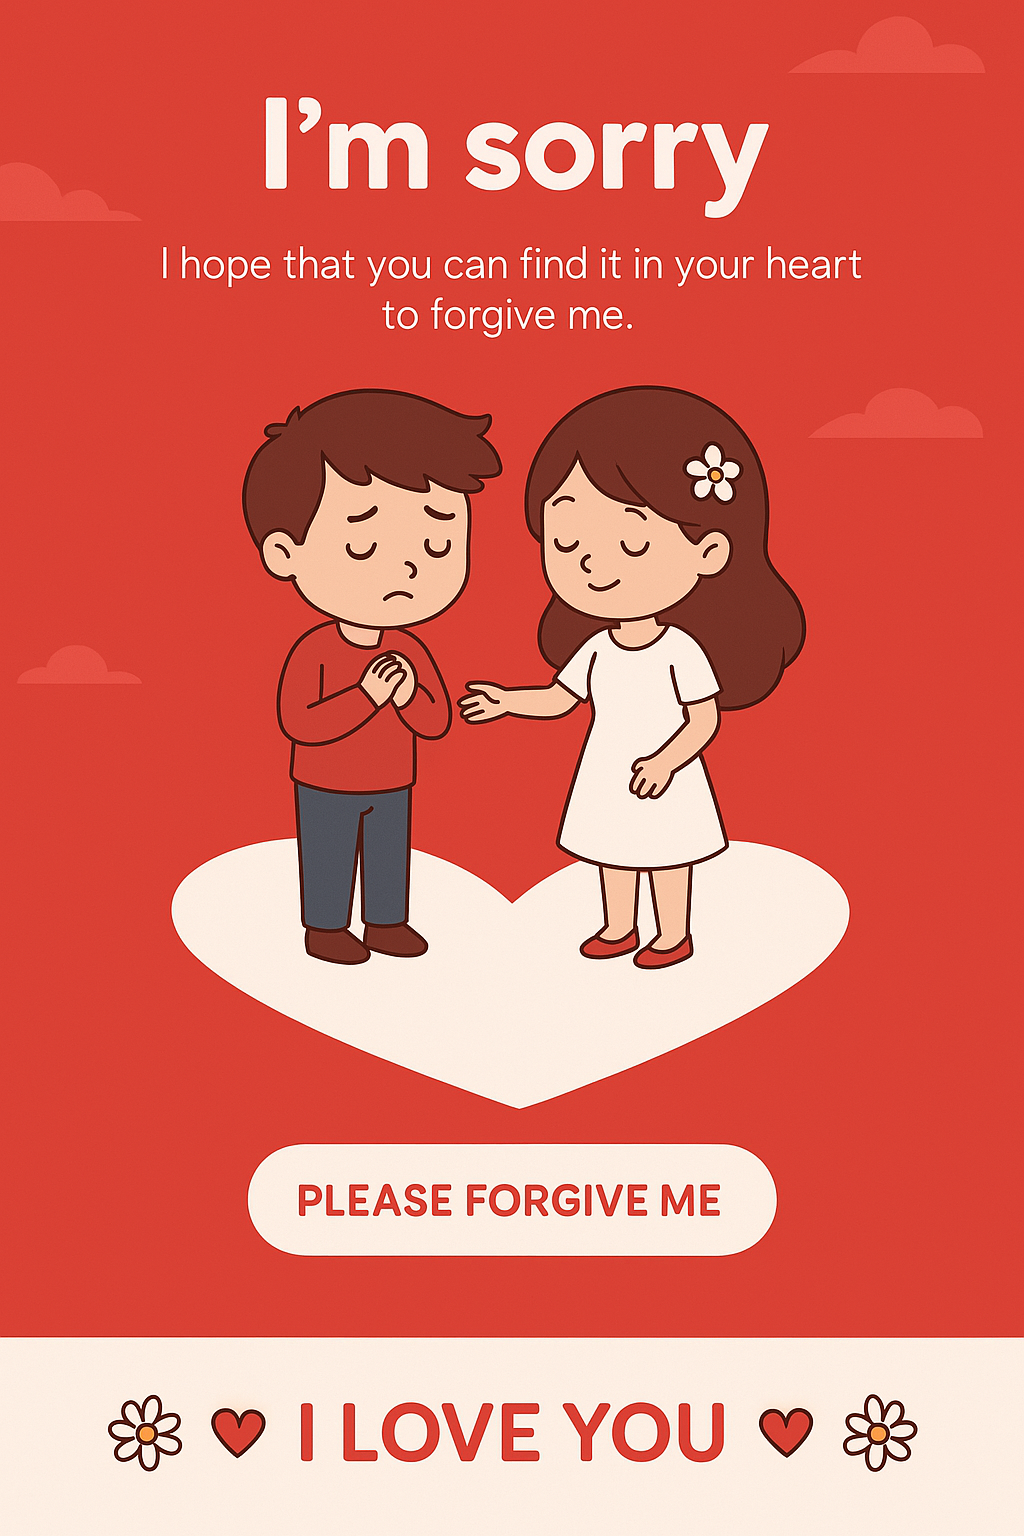 I’m sorry
I hope that you can find it in your heart
to forgive me.
PLEASE FORGIVE ME
I LOVE YOU